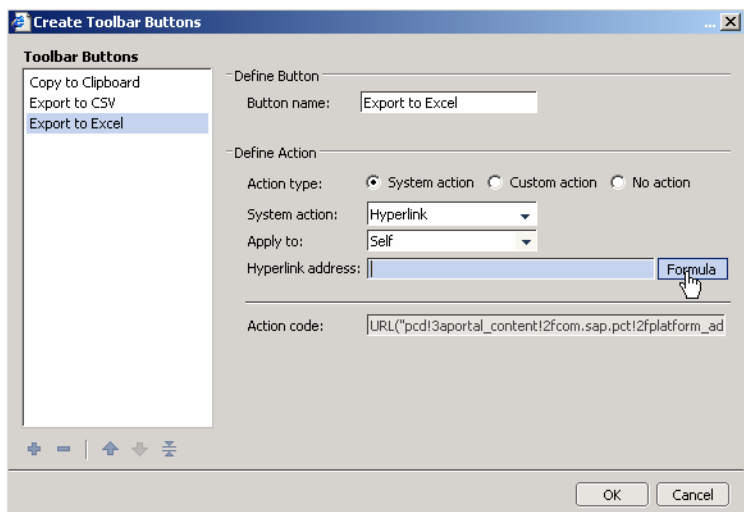 Create Toolbar Buttons ...
Toolbar Buttons
Copy to Clipboard
Export to CSV
Export to Excel
Define Button
Button name: Export to Excel
Define Action
Action type: System action Custom action No action
System action: Hyperlink
Apply to: Self
Hyperlink address: Formula
Action code: URL("pcd!3aportal_content!2fcom.sap.pct!2fplatform_ad
OK Cancel